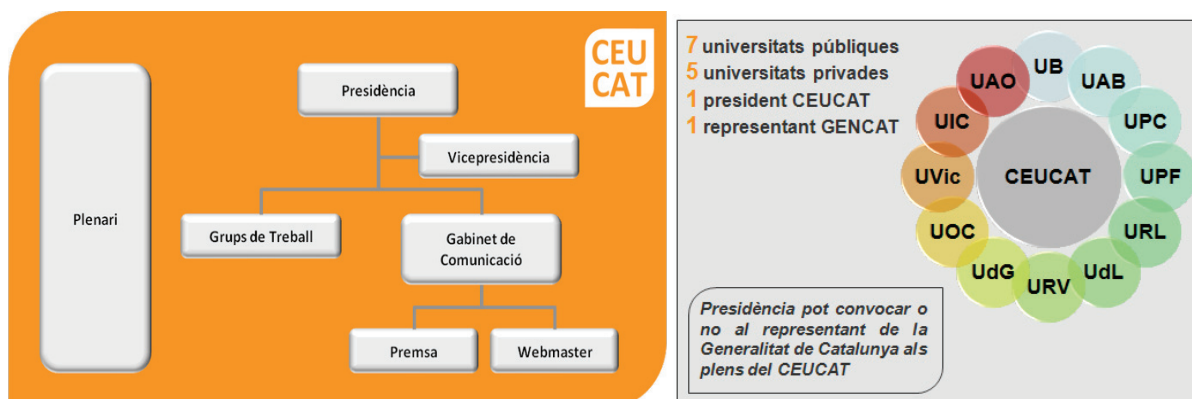 CEU
CAT
Presidència
Vicepresidència
Plenari
Grups de Treball
Gabinet de
Comunicació
Premsa
Webmaster
7 universitats públiques
5 universitats privades
1 president CEUCAT
1 representant GENCAT
UB
UAB
UPC
UPF
URL
UdL
URV
UdG
UOC
UVic
UIC
UAO
CEUCAT
Presidència pot convocar o
no al representant de la
Generalitat de Catalunya als
plens del CEUCAT